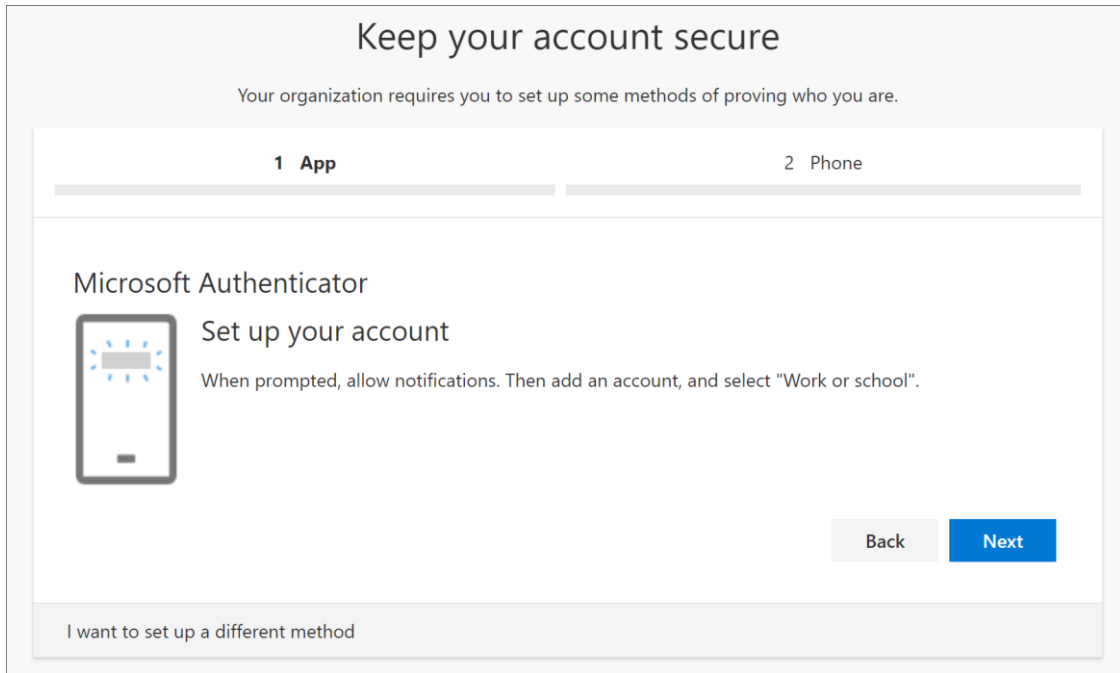 Keep your account secure
Your organization requires you to set up some methods of proving who you are.
1 App
2 Phone
Microsoft Authenticator
Set up your account
When prompted, allow notifications. Then add an account, and select "Work or school".
Back
Next
I want to set up a different method